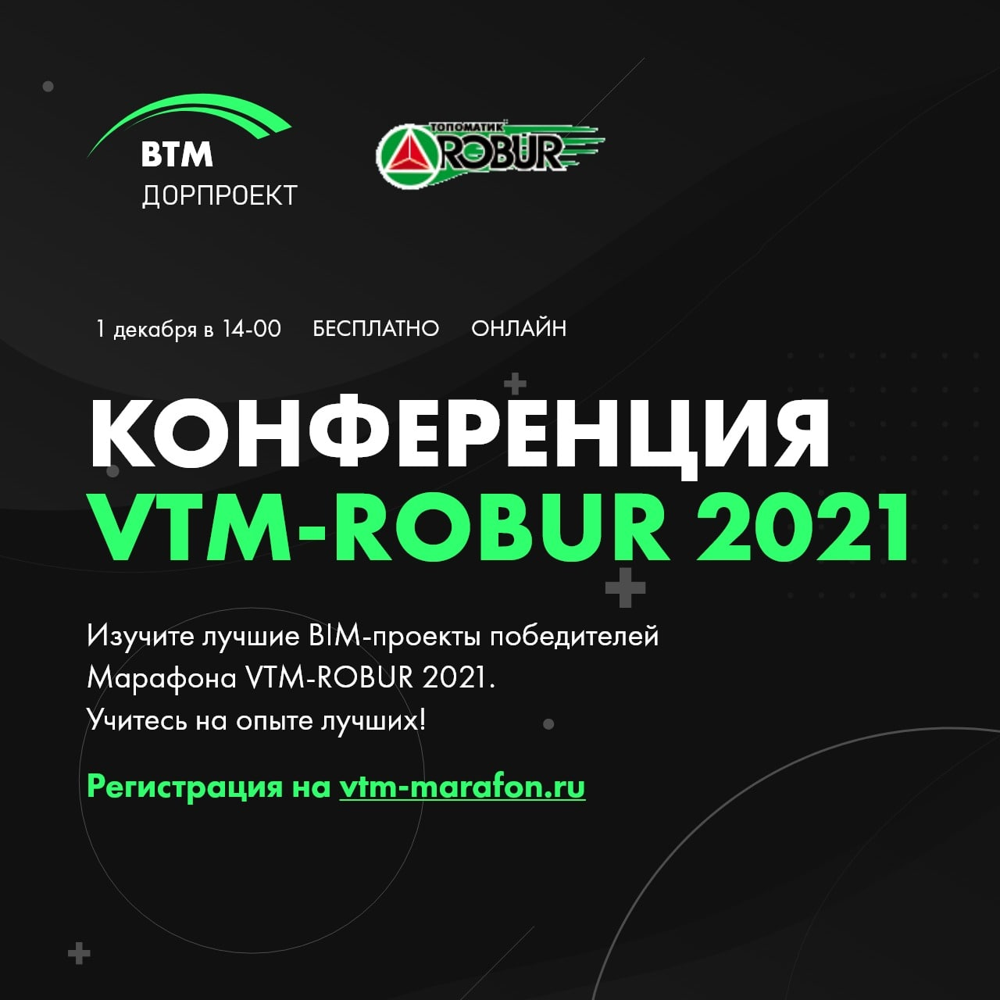 ВТМ
ДОРПРОЕКТ
ТОПОМАТИК
ROBUR
1 декабря в 14-00 БЕСПЛАТНО ОНЛАЙН
КОНФЕРЕНЦИЯ
VTM-ROBUR 2021
Изучите лучшие BIM-проекты победителей
Марафона VTM-ROBUR 2021.
Учитесь на опыте лучших!
Регистрация на vtm-marafon.ru